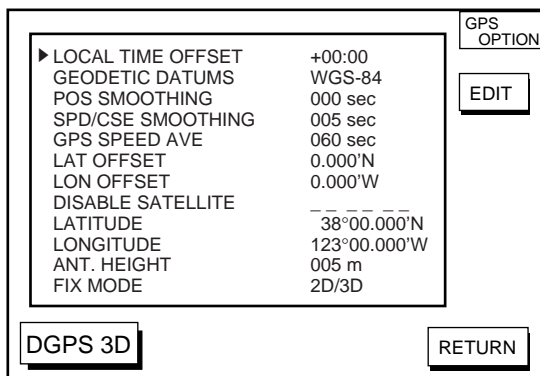 GPS
OPTION
LOCAL TIME OFFSET +00:00
GEODETIC DATUMS WGS-84
POS SMOOTHING 000 sec
SPD/CSE SMOOTHING 005 sec
GPS SPEED AVE 060 sec
LAT OFFSET 0.000’N
LON OFFSET 0.000’W
DISABLE SATELLITE _ _ _ _ _ _
LATITUDE 38°00.000’N
LONGITUDE 123°00.000’W
ANT. HEIGHT 005 m
FIX MODE 2D/3D
EDIT
DGPS 3D
RETURN